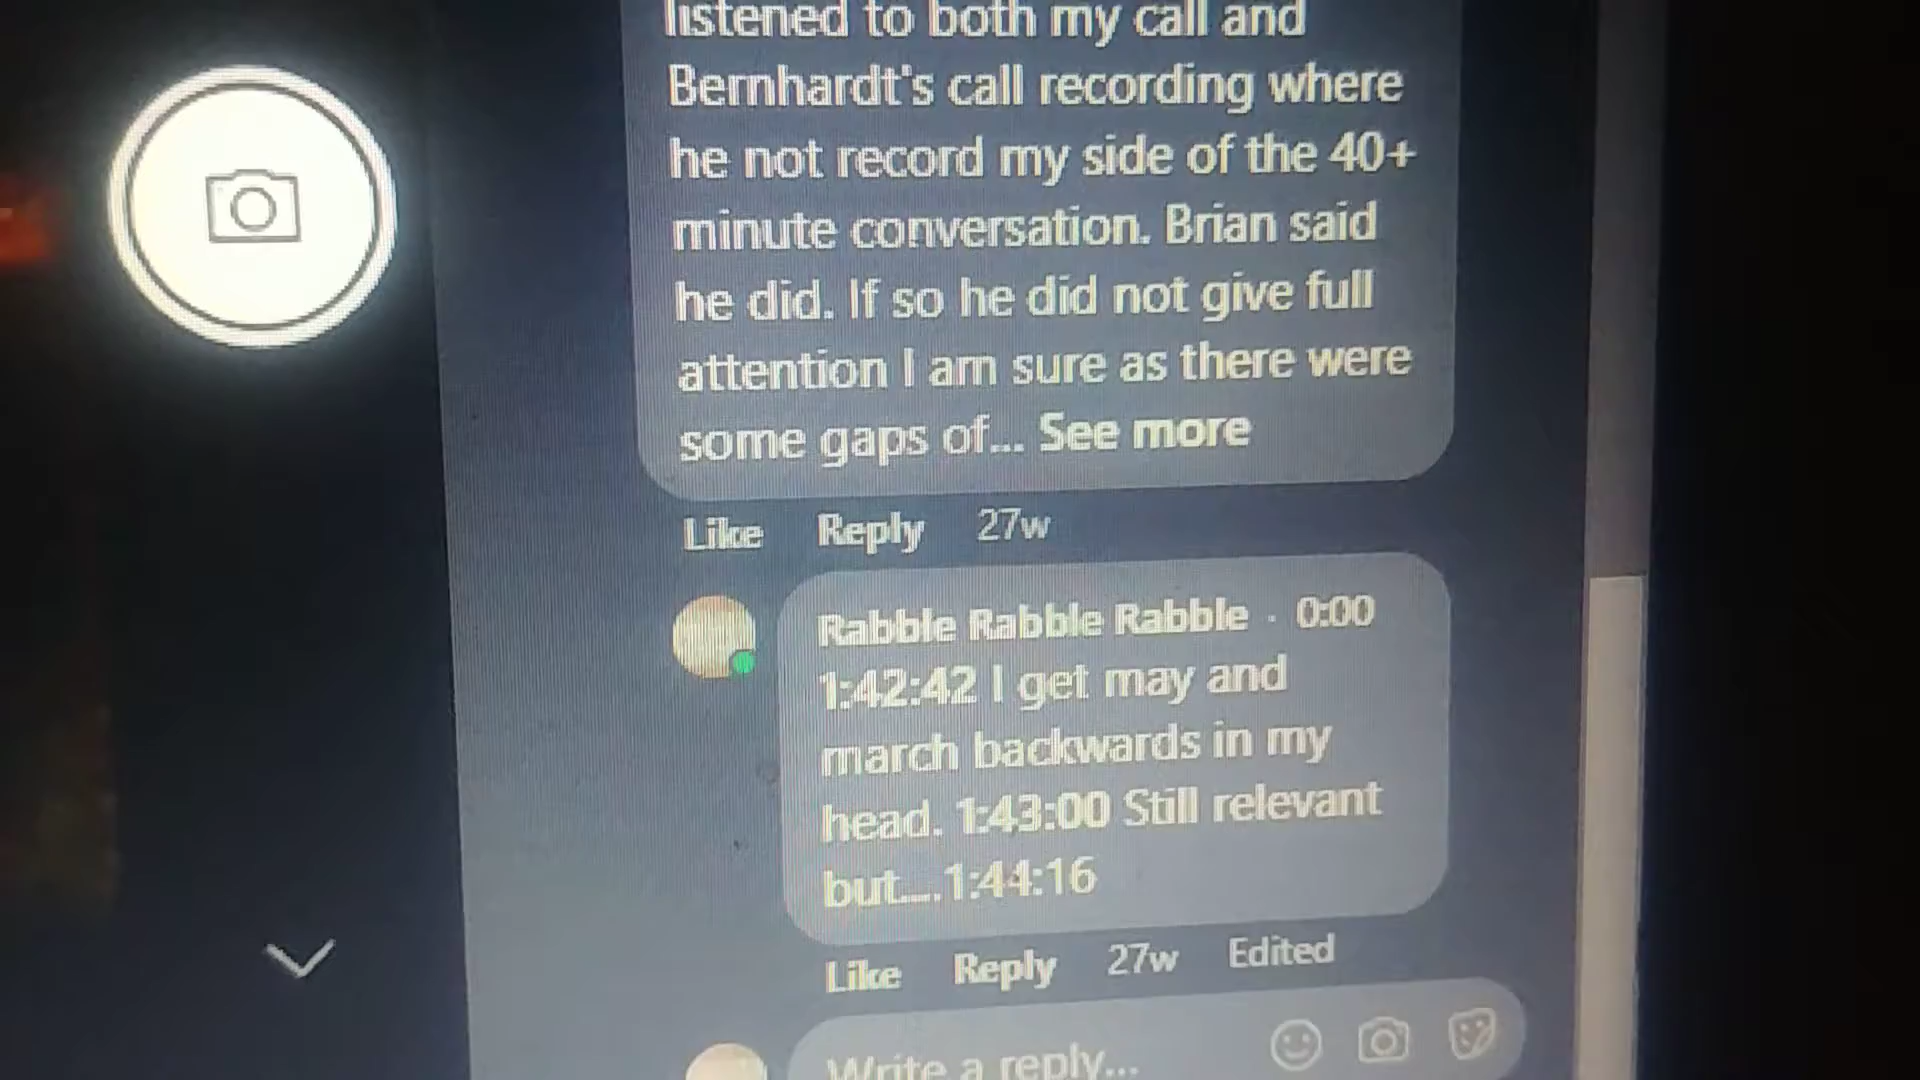 listened to both my call and
Bernhardt's call recording where
he not record my side of the 40+
minute conversation. Brian said
he did. If so he did not give full
attention I am sure as there were
some gaps of... See more
Like Reply 27w
Rabble Rabble Rabble · 0:00
1:42:42 I get may and
march backwards in my
head. 1:43:00 Still relevant
but....1:44:16
Like Reply 27w Edited
Write a reply...